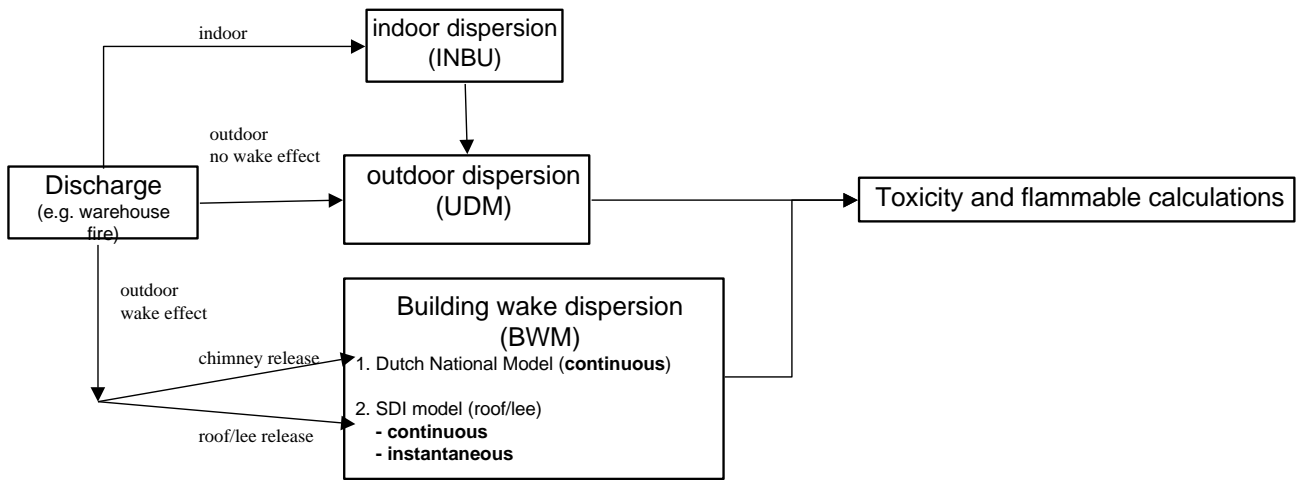 indoor
indoor dispersion
(INBU)
outdoor
no wake effect
Discharge
(e.g. warehouse
fire)
outdoor dispersion
(UDM)
Toxicity and flammable calculations
outdoor
wake effect
Building wake dispersion
(BWM)
chimney release
1. Dutch National Model (continuous)
2. SDI model (roof/lee)
- continuous
roof/lee release
- instantaneous